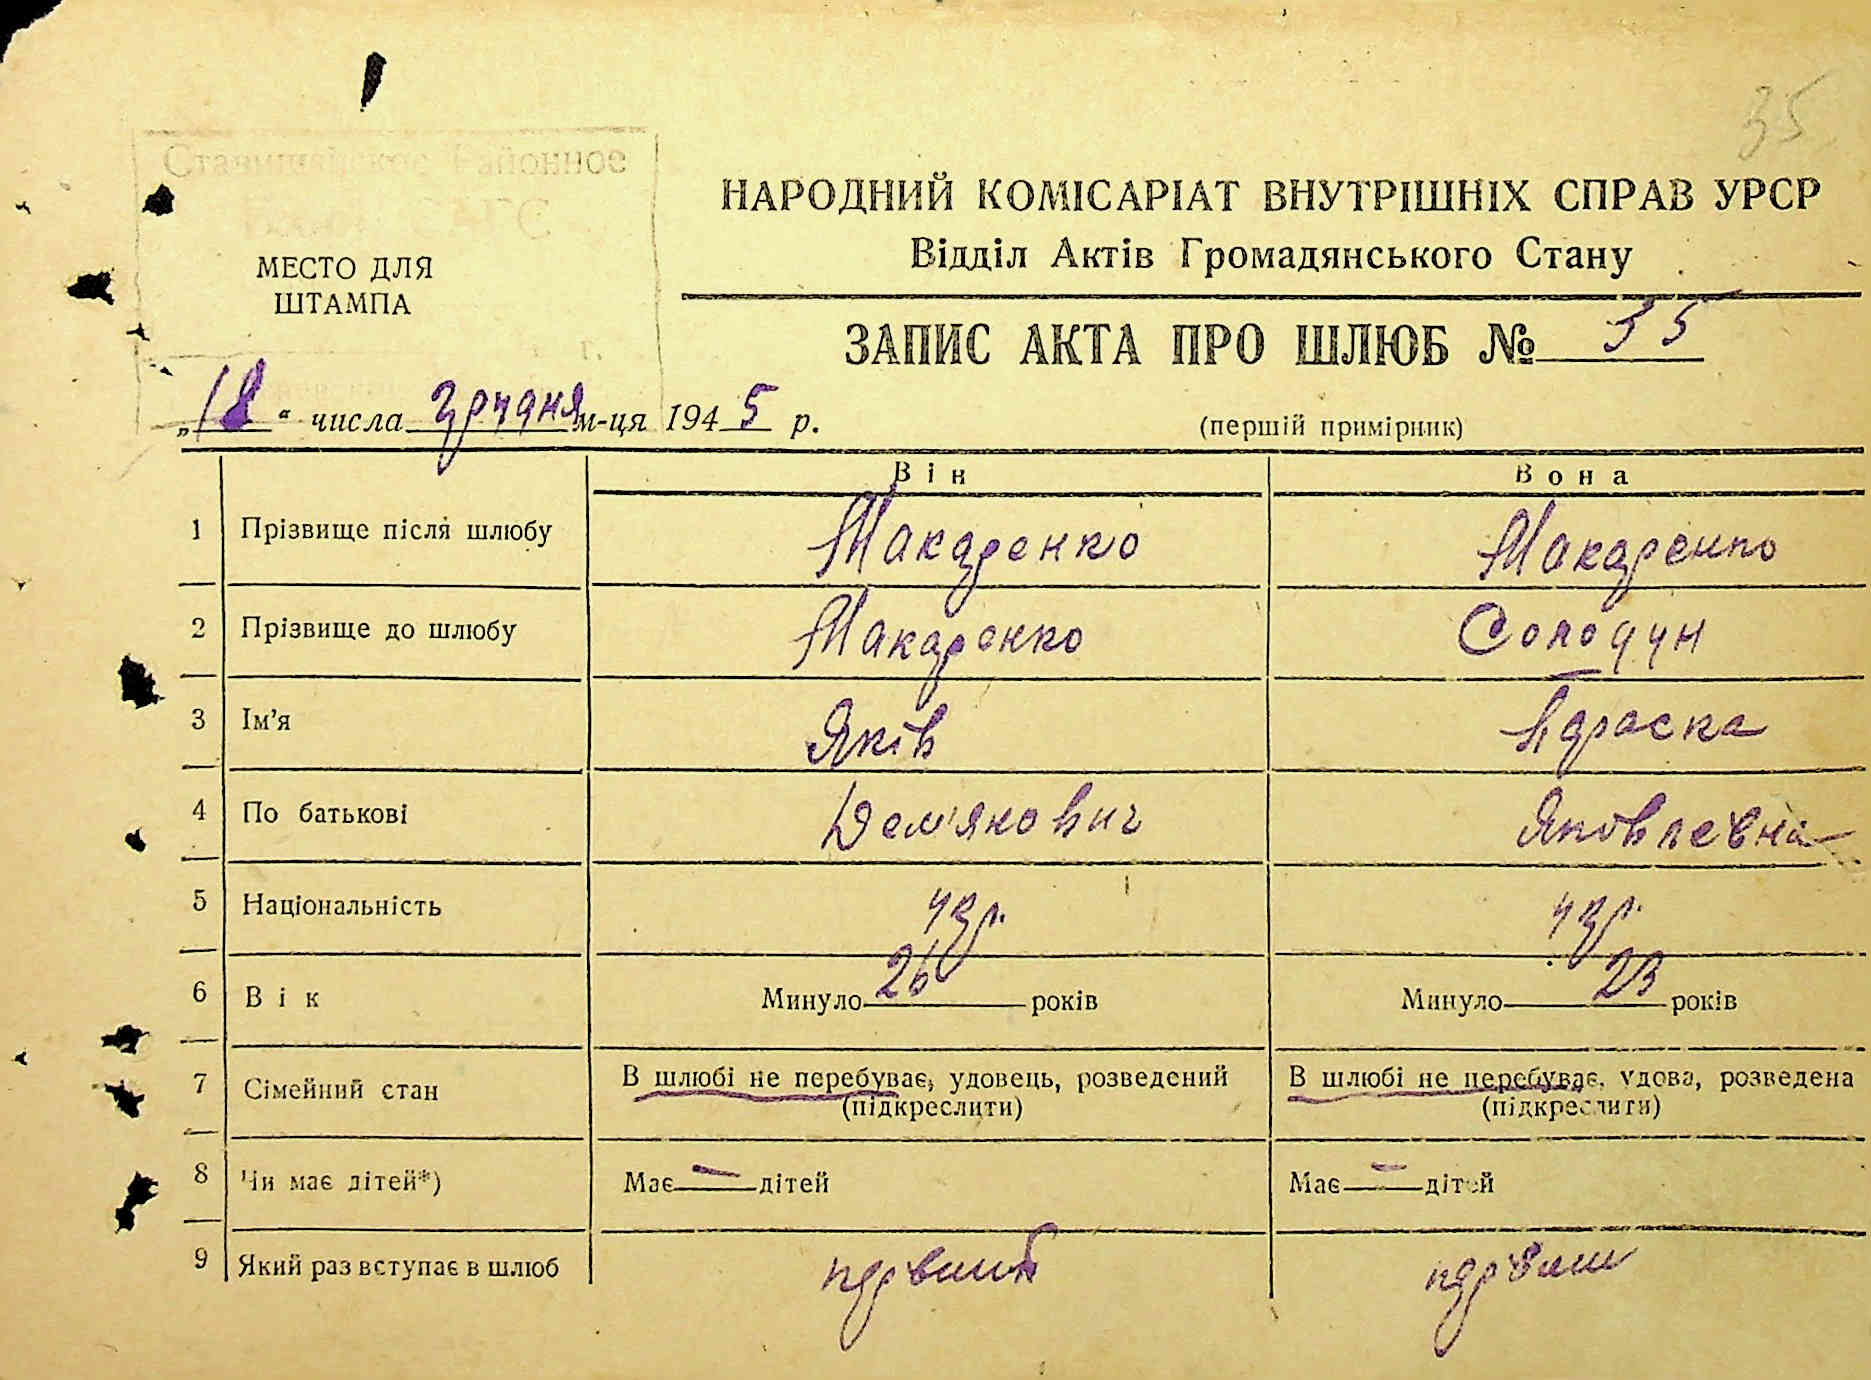 35
Ставищайское Районное
ЗАГС
НАРОДНИЙ КОМІСАРІАТ ВНУТРІШНІХ СПРАВ УРСР
Відділ Актів Громадянського Стану
МЕСТО ДЛЯ
ШТАМПА
ЗАПИС АКТА ПРО ШЛЮБ № 35
„18“ числа Грудня м-ця 1945 р.
(першій примірник)
Він Вона
1 Прізвище після шлюбу Макаренко Макаренко
2 Прізвище до шлюбу Макаренко Солодун
3 Ім'я Яків Параска
4 По батькові Дем'янович Яковлевна
5 Національність укр. укр.
6 Вік Минуло 26 років Минуло 23 років
7 Сімейний стан В шлюбі не перебуває, удовець, розведений В шлюбі не перебуває, удова, розведена
(підкреслити) (підкреслити)
8 Чи має дітей*) Має — дітей Має — дітей
9 Який раз вступає в шлюб перший перший